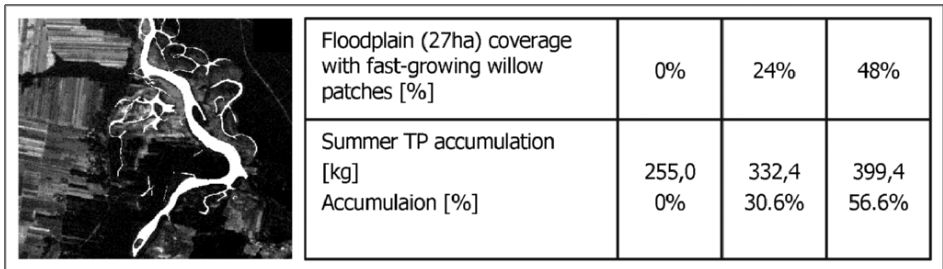 Floodplain (27ha) coverage
with fast-growing willow
patches [%]
0%
24%
48%
Summer TP accumulation
[kg]
255,0
332,4
399,4
Accumulaion [%]
0%
30.6%
56.6%